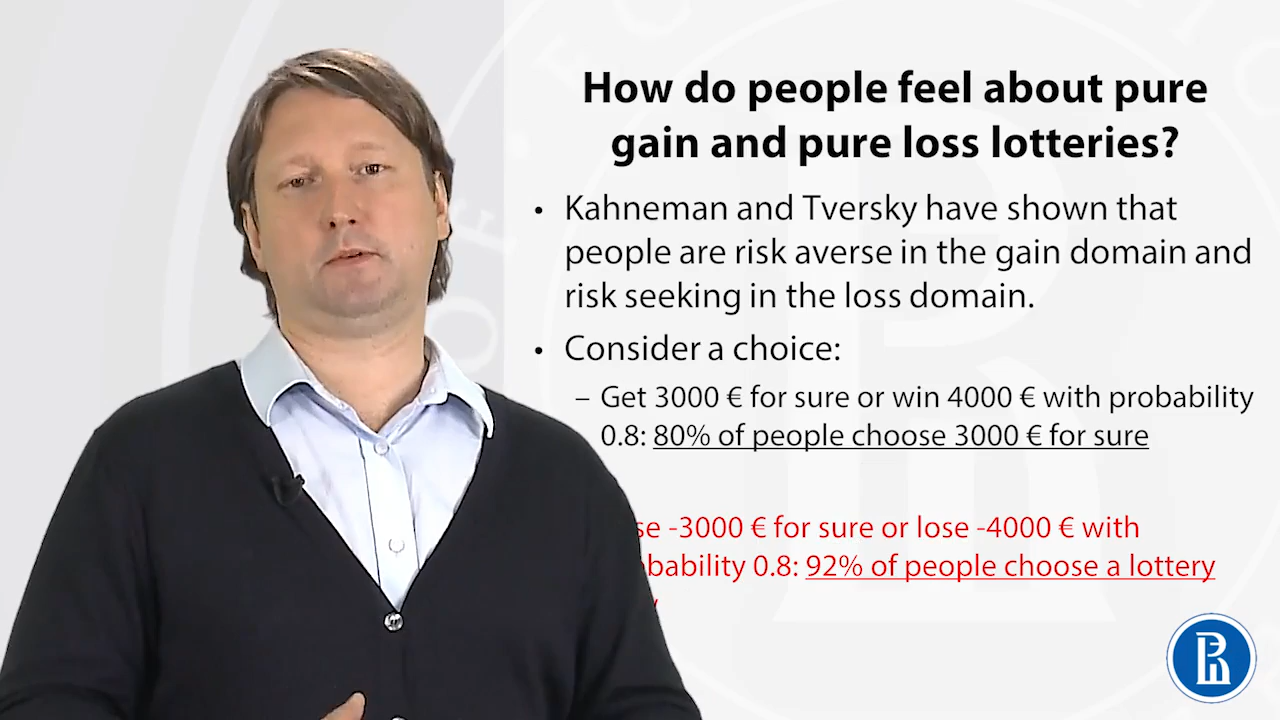 How do people feel about pure
gain and pure loss lotteries?
• Kahneman and Tversky have shown that
people are risk averse in the gain domain and
risk seeking in the loss domain.
• Consider a choice:
– Get 3000 € for sure or win 4000 € with probability
0.8: 80% of people choose 3000 € for sure
-3000 € for sure or lose -4000 € with
0.8: 92% of people choose a lottery